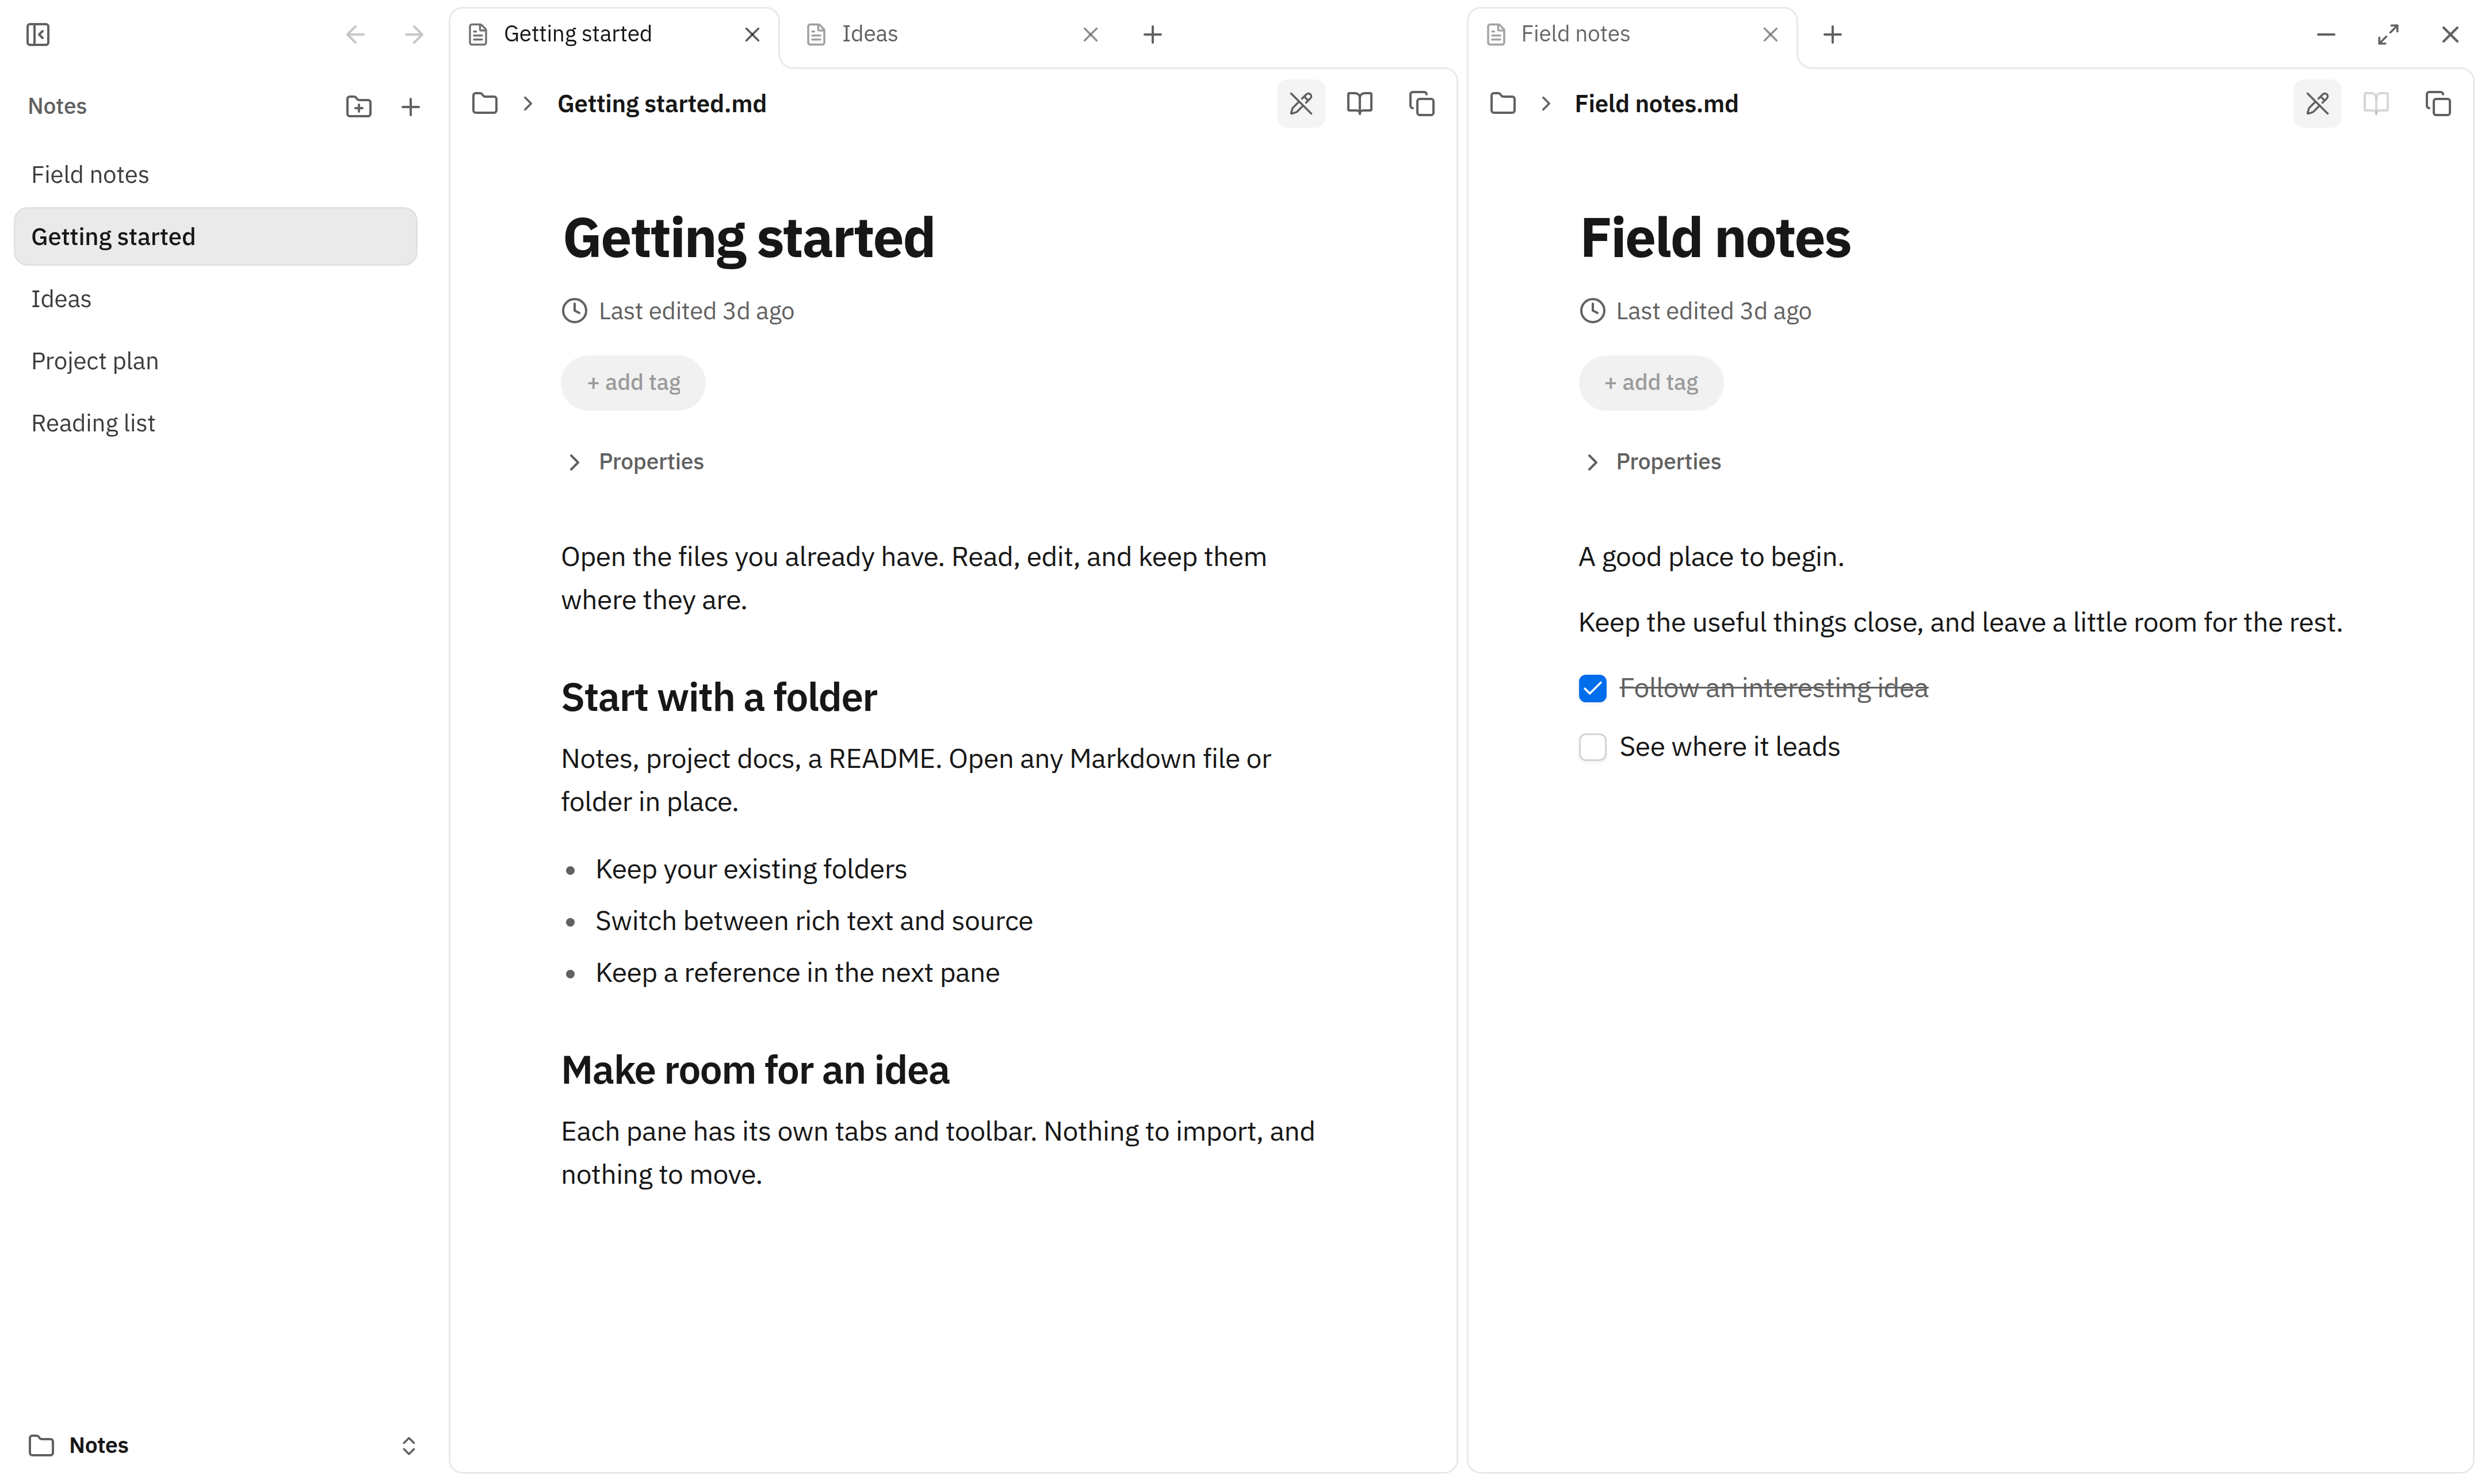 Notes
Field notes
Getting started
Ideas
Project plan
Reading list
Notes
Getting started
Ideas
Getting started.md
Getting started
Last edited 3d ago
+ add tag
Properties
Open the files you already have. Read, edit, and keep them
where they are.
Start with a folder
Notes, project docs, a README. Open any Markdown file or
folder in place.
Keep your existing folders
Switch between rich text and source
Keep a reference in the next pane
Make room for an idea
Each pane has its own tabs and toolbar. Nothing to import, and
nothing to move.
Field notes
Field notes.md
Field notes
Last edited 3d ago
+ add tag
Properties
A good place to begin.
Keep the useful things close, and leave a little room for the rest.
Follow an interesting idea
See where it leads